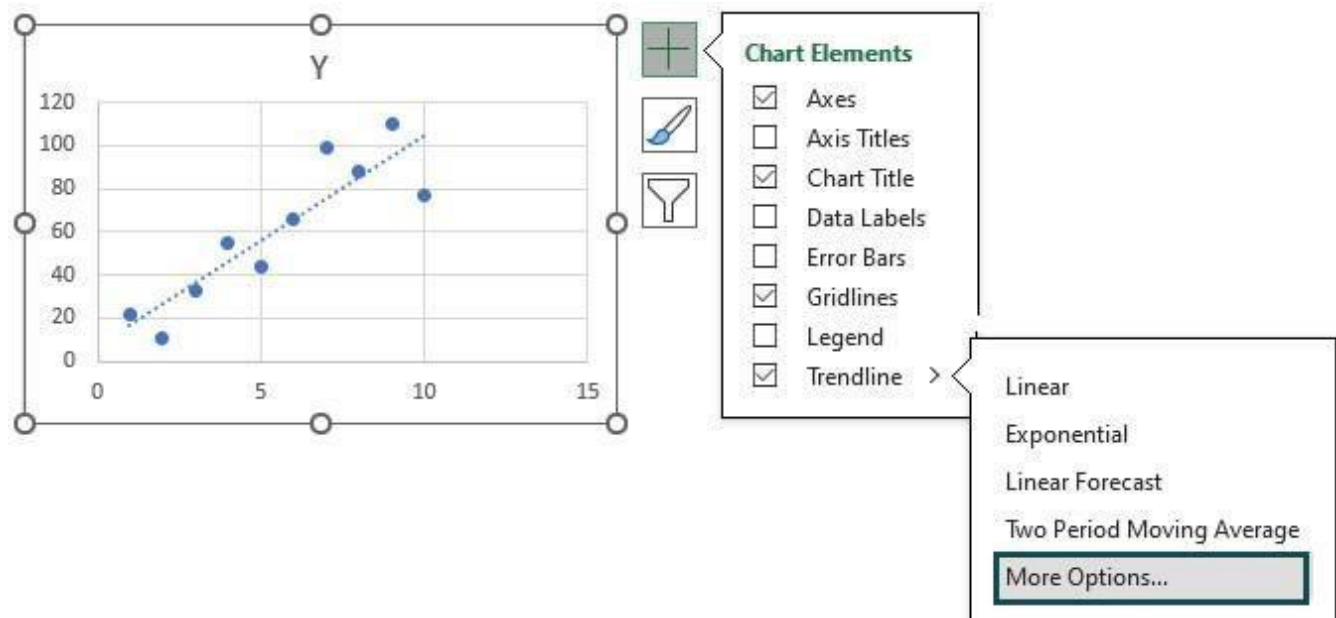 Y
120
100
80
60
40
20
0
0 5 10 15
Chart Elements
Axes
Axis Titles
Chart Title
Data Labels
Error Bars
Gridlines
Legend
Trendline >
Linear
Exponential
Linear Forecast
Two Period Moving Average
More Options...